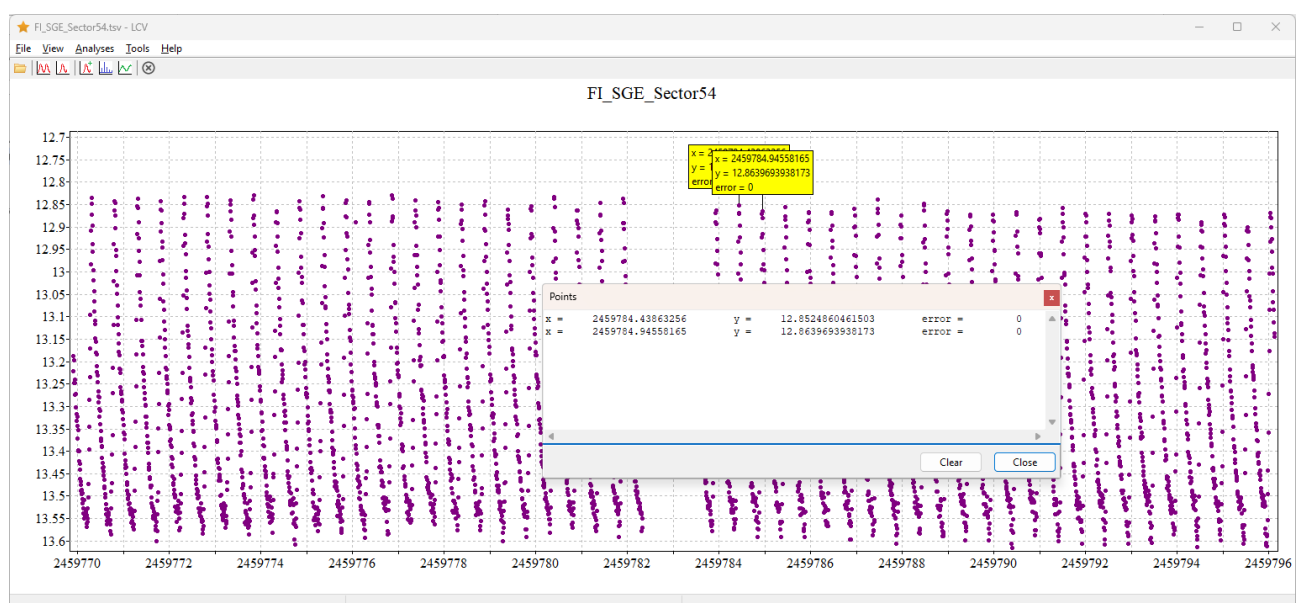 FI_SGE_Sector54.tsv - LCV
File View Analyses Tools Help
FI_SGE_Sector54
12.7
12.75
12.8
12.85
12.9
12.95
13
13.05
13.1
13.15
13.2
13.25
13.3
13.35
13.4
13.45
13.5
13.55
13.6
x = 2459784.94558165
y = 12.8639693938173
error = 0
Points
x = 2459784.43863256 y = 12.8524860461503 error = 0
x = 2459784.94558165 y = 12.8639693938173 error = 0
Clear Close
2459770 2459772 2459774 2459776 2459778 2459780 2459782 2459784 2459786 2459788 2459790 2459792 2459794 2459796